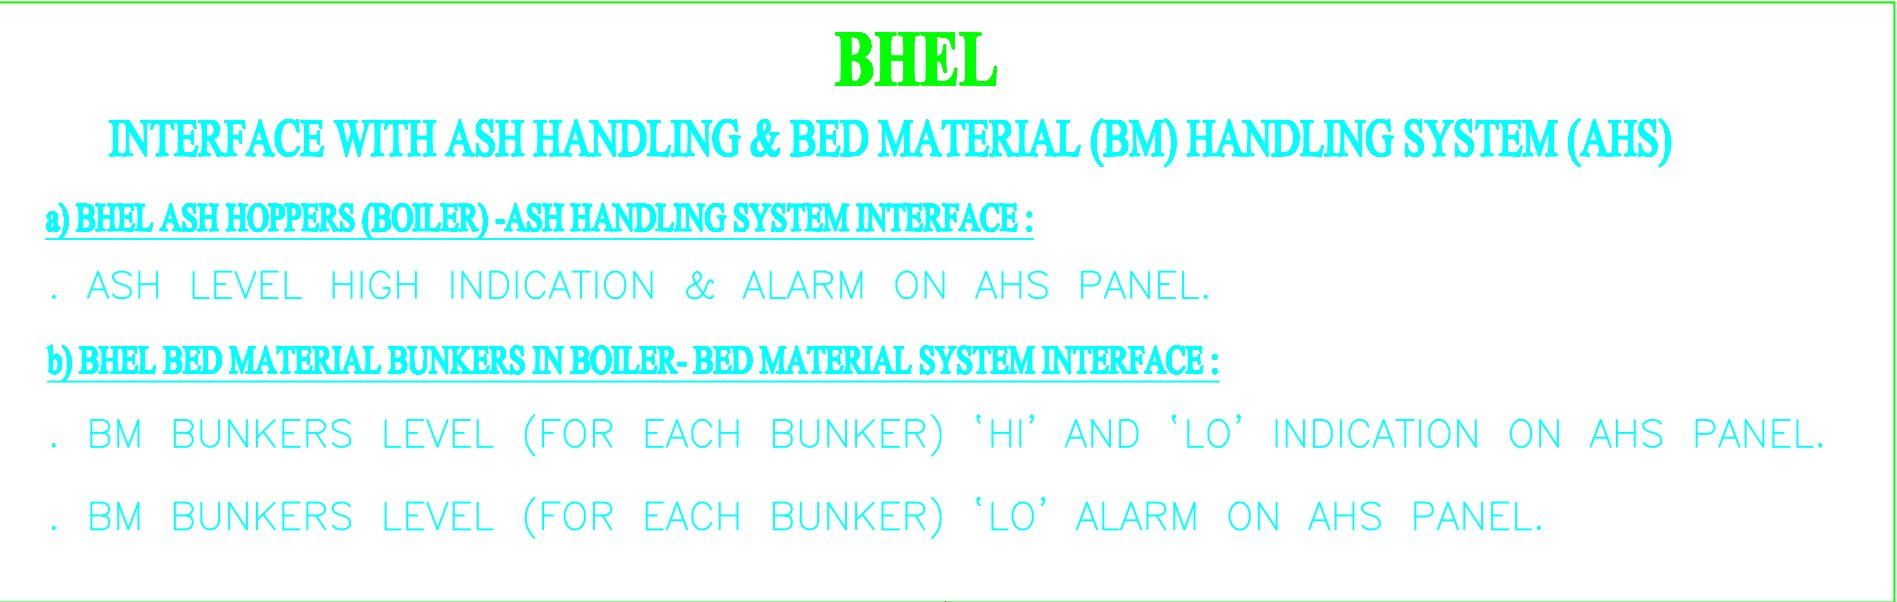 BHEL
INTERFACE WITH ASH HANDLING & BED MATERIAL (BM) HANDLING SYSTEM (AHS)
a) BHEL ASH HOPPERS (BOILER) -ASH HANDLING SYSTEM INTERFACE :
. ASH LEVEL HIGH INDICATION & ALARM ON AHS PANEL.
b) BHEL BED MATERIAL BUNKERS IN BOILER- BED MATERIAL SYSTEM INTERFACE :
. BM BUNKERS LEVEL (FOR EACH BUNKER) ‘HI’ AND ‘LO’ INDICATION ON AHS PANEL.
. BM BUNKERS LEVEL (FOR EACH BUNKER) ‘LO’ ALARM ON AHS PANEL.